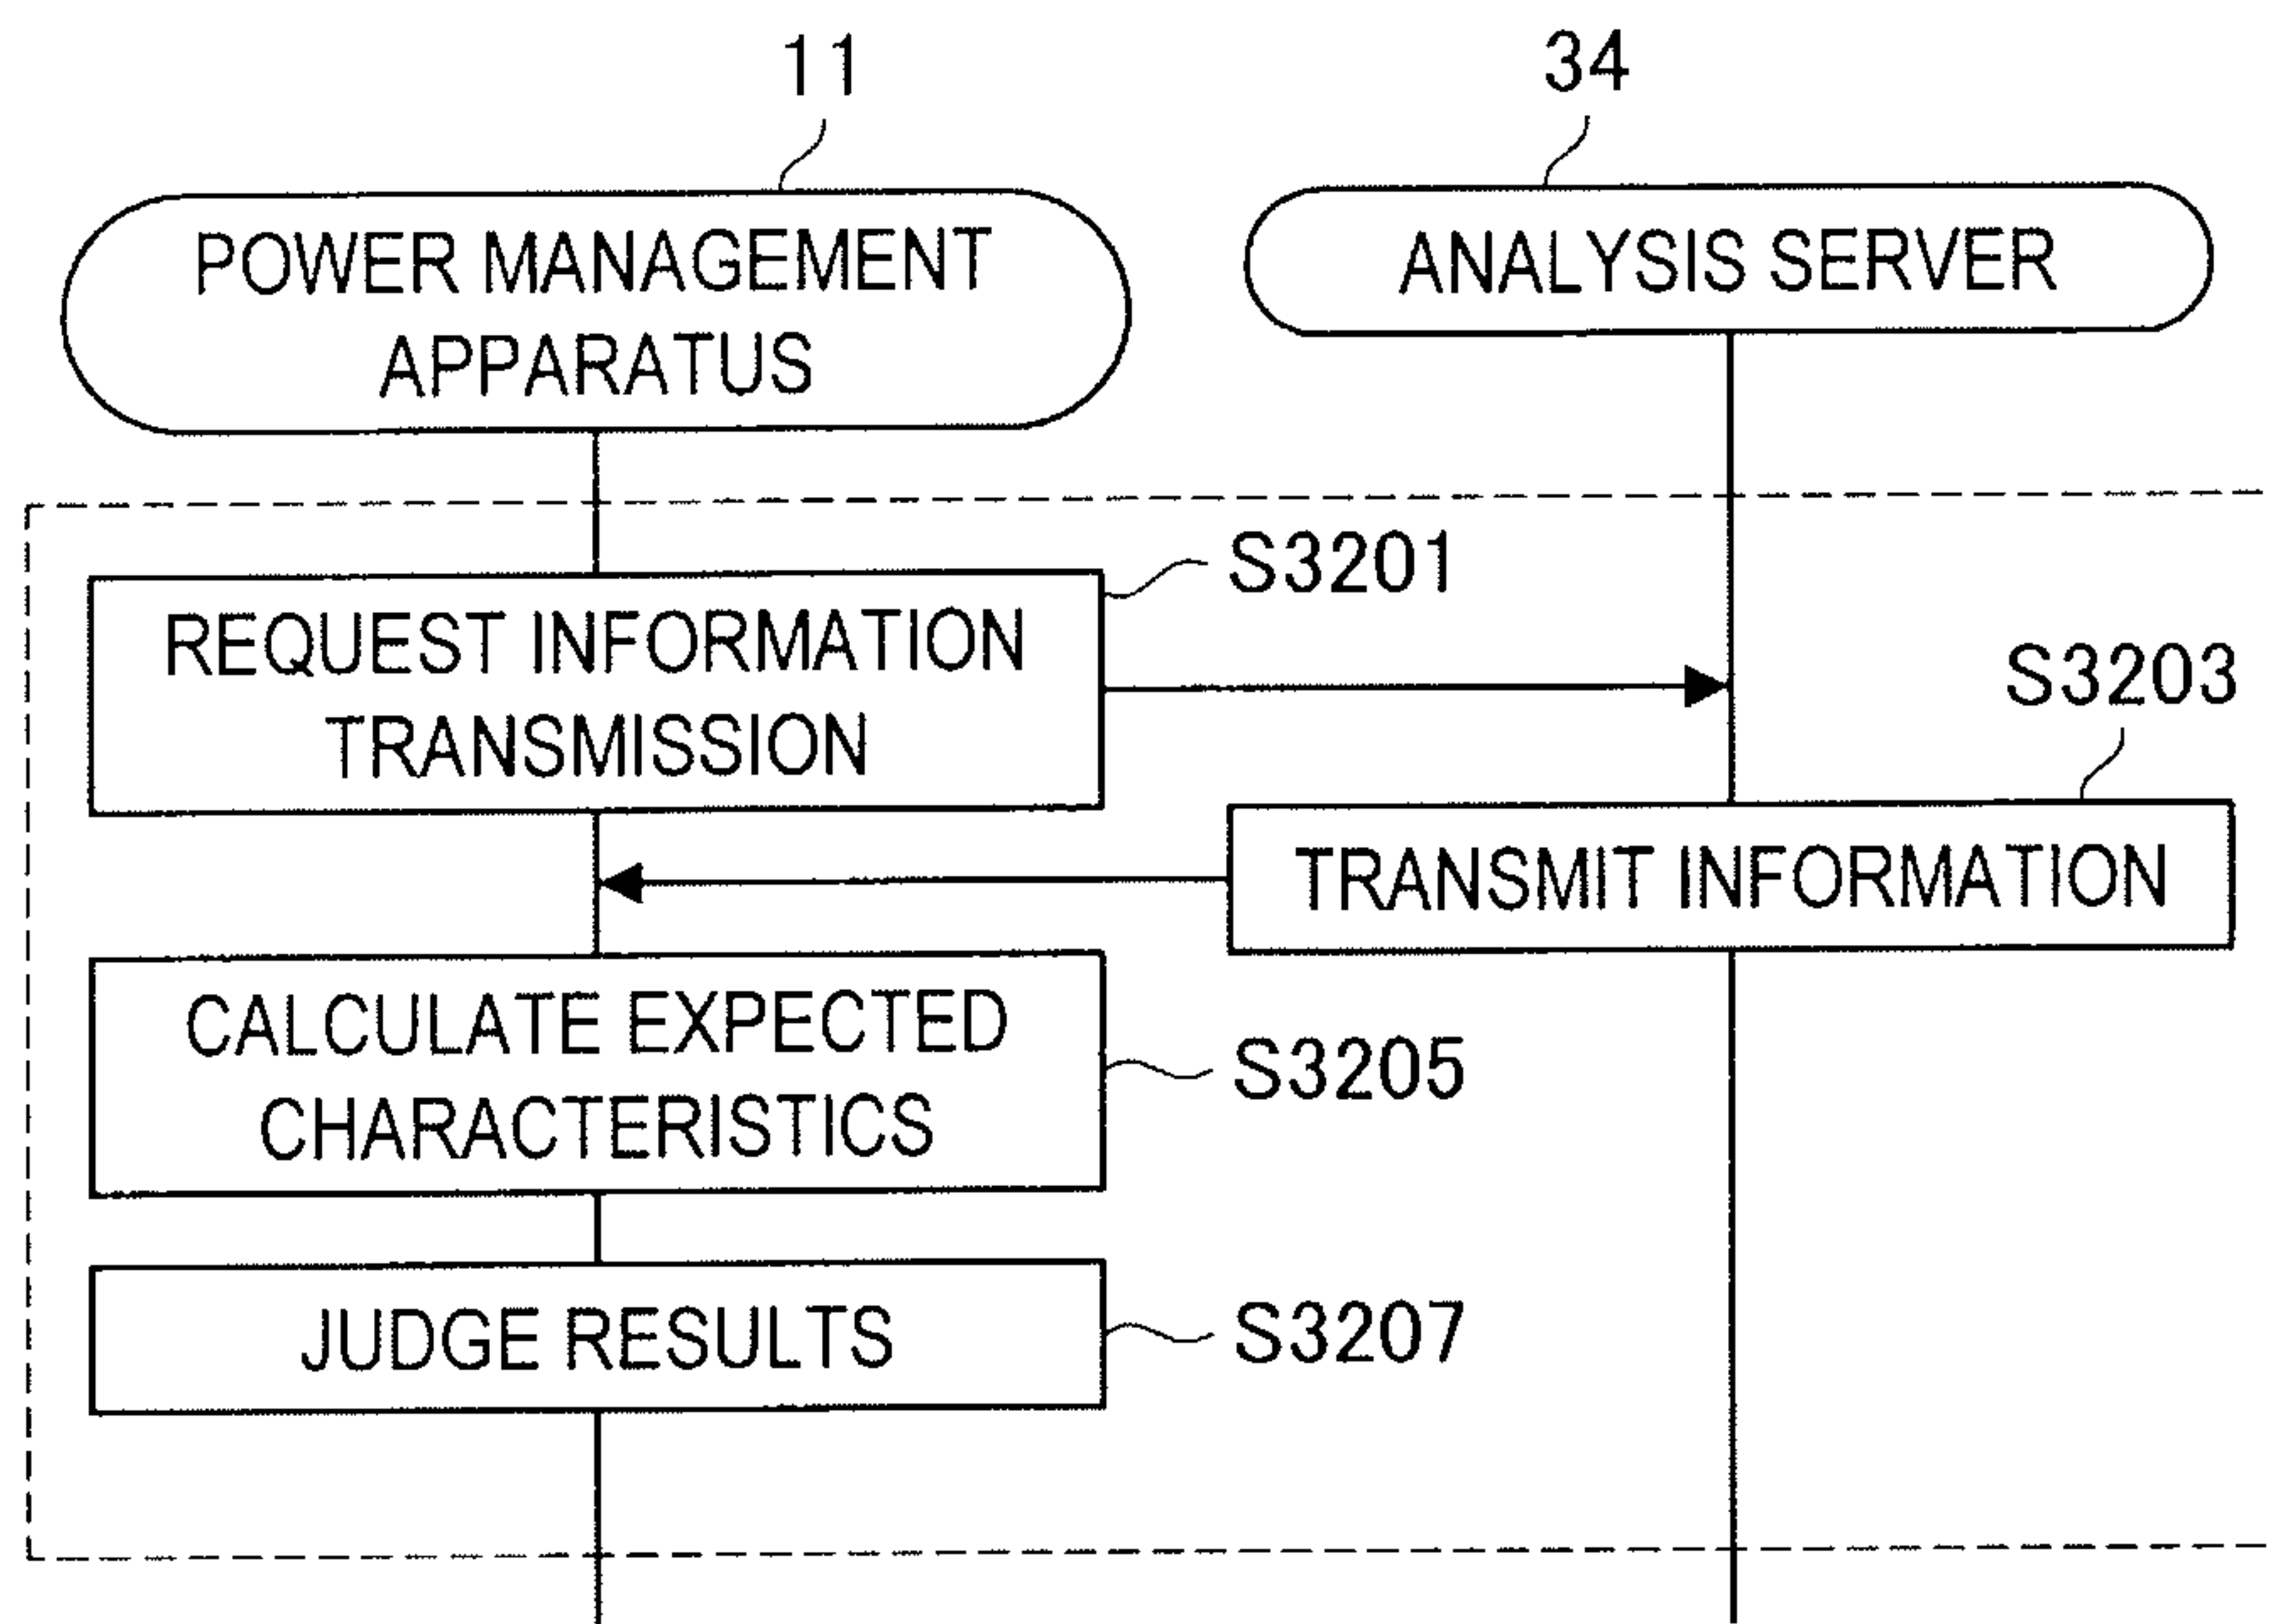 11
34
POWER MANAGEMENT
APPARATUS
ANALYSIS SERVER
S3201
REQUEST INFORMATION
TRANSMISSION
S3203
TRANSMIT INFORMATION
CALCULATE EXPECTED
CHARACTERISTICS
S3205
JUDGE RESULTS
S3207